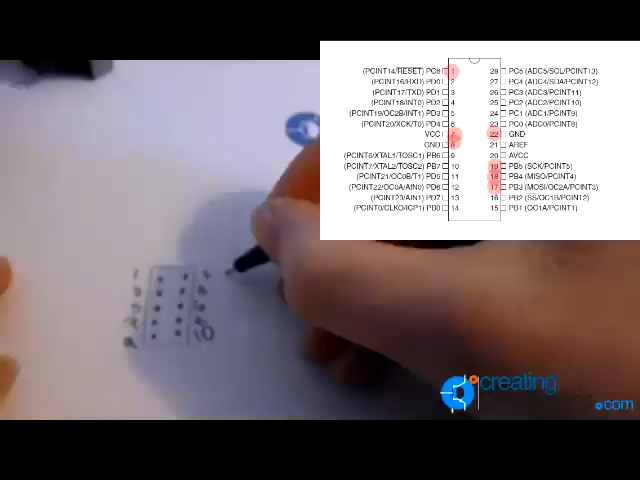 (PCINT14/RESET) PC6 1 28 PC5 (ADC5/SCL/PCINT13)
(PCINT16/RXD) PD0 2 27 PC4 (ADC4/SDA/PCINT12)
(PCINT17/TXD) PD1 3 26 PC3 (ADC3/PCINT11)
(PCINT18/INT0) PD2 4 25 PC2 (ADC2/PCINT10)
(PCINT19/OC2B/INT1) PD3 5 24 PC1 (ADC1/PCINT9)
(PCINT20/XCK/T0) PD4 6 23 PC0 (ADC0/PCINT8)
VCC 7 22 GND
GND 8 21 AREF
(PCINT6/XTAL1/TOSC1) PB6 9 20 AVCC
(PCINT7/XTAL2/TOSC2) PB7 10 19 PB5 (SCK/PCINT5)
(PCINT21/OC0B/T1) PD5 11 18 PB4 (MISO/PCINT4)
(PCINT22/OC0A/AIN0) PD6 12 17 PB3 (MOSI/OC2A/PCINT3)
(PCINT23/AIN1) PD7 13 16 PB2 (SS/OC1B/PCINT2)
(PCINT0/CLKO/ICP1) PB0 14 15 PB1 (OC1A/PCINT1)
1
10
creating
.com